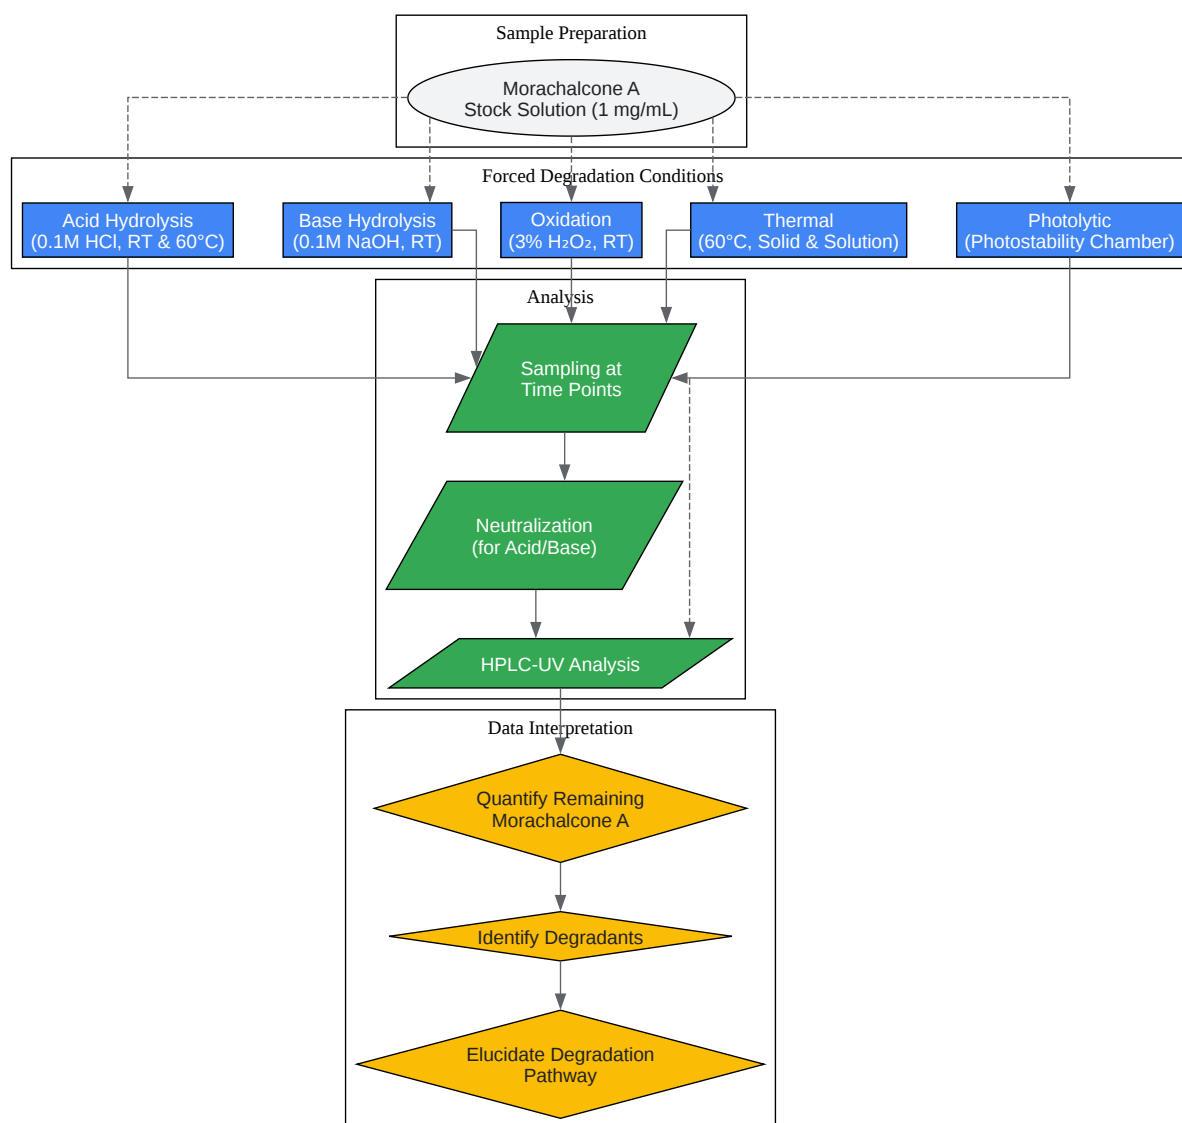 Sample Preparation
Morachalcone A
Stock Solution (1 mg/mL)
Forced Degradation Conditions
Acid Hydrolysis
(0.1M HCl, RT & 60°C)
Base Hydrolysis
(0.1M NaOH, RT)
Oxidation
(3% H₂O₂, RT)
Thermal
(60°C, Solid & Solution)
Photolytic
(Photostability Chamber)
Analysis
Sampling at
Time Points
Neutralization
(for Acid/Base)
HPLC-UV Analysis
Data Interpretation
Quantify Remaining
Morachalcone A
Identify Degradants
Elucidate Degradation
Pathway